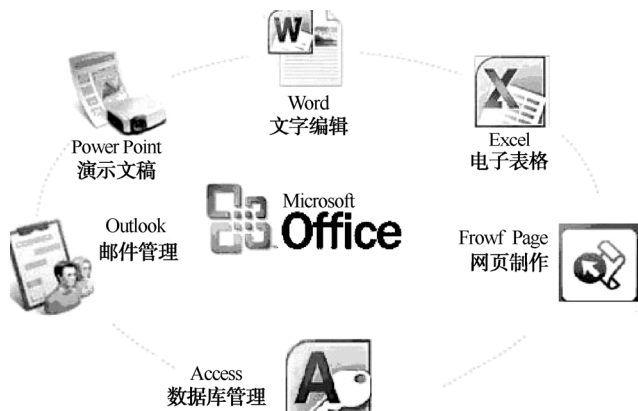 W
Word
文字编辑
X
Excel
电子表格
Power Point
演示文稿
Microsoft
Office
Outlook
邮件管理
Frowf Page
网页制作
Access
数据库管理
A